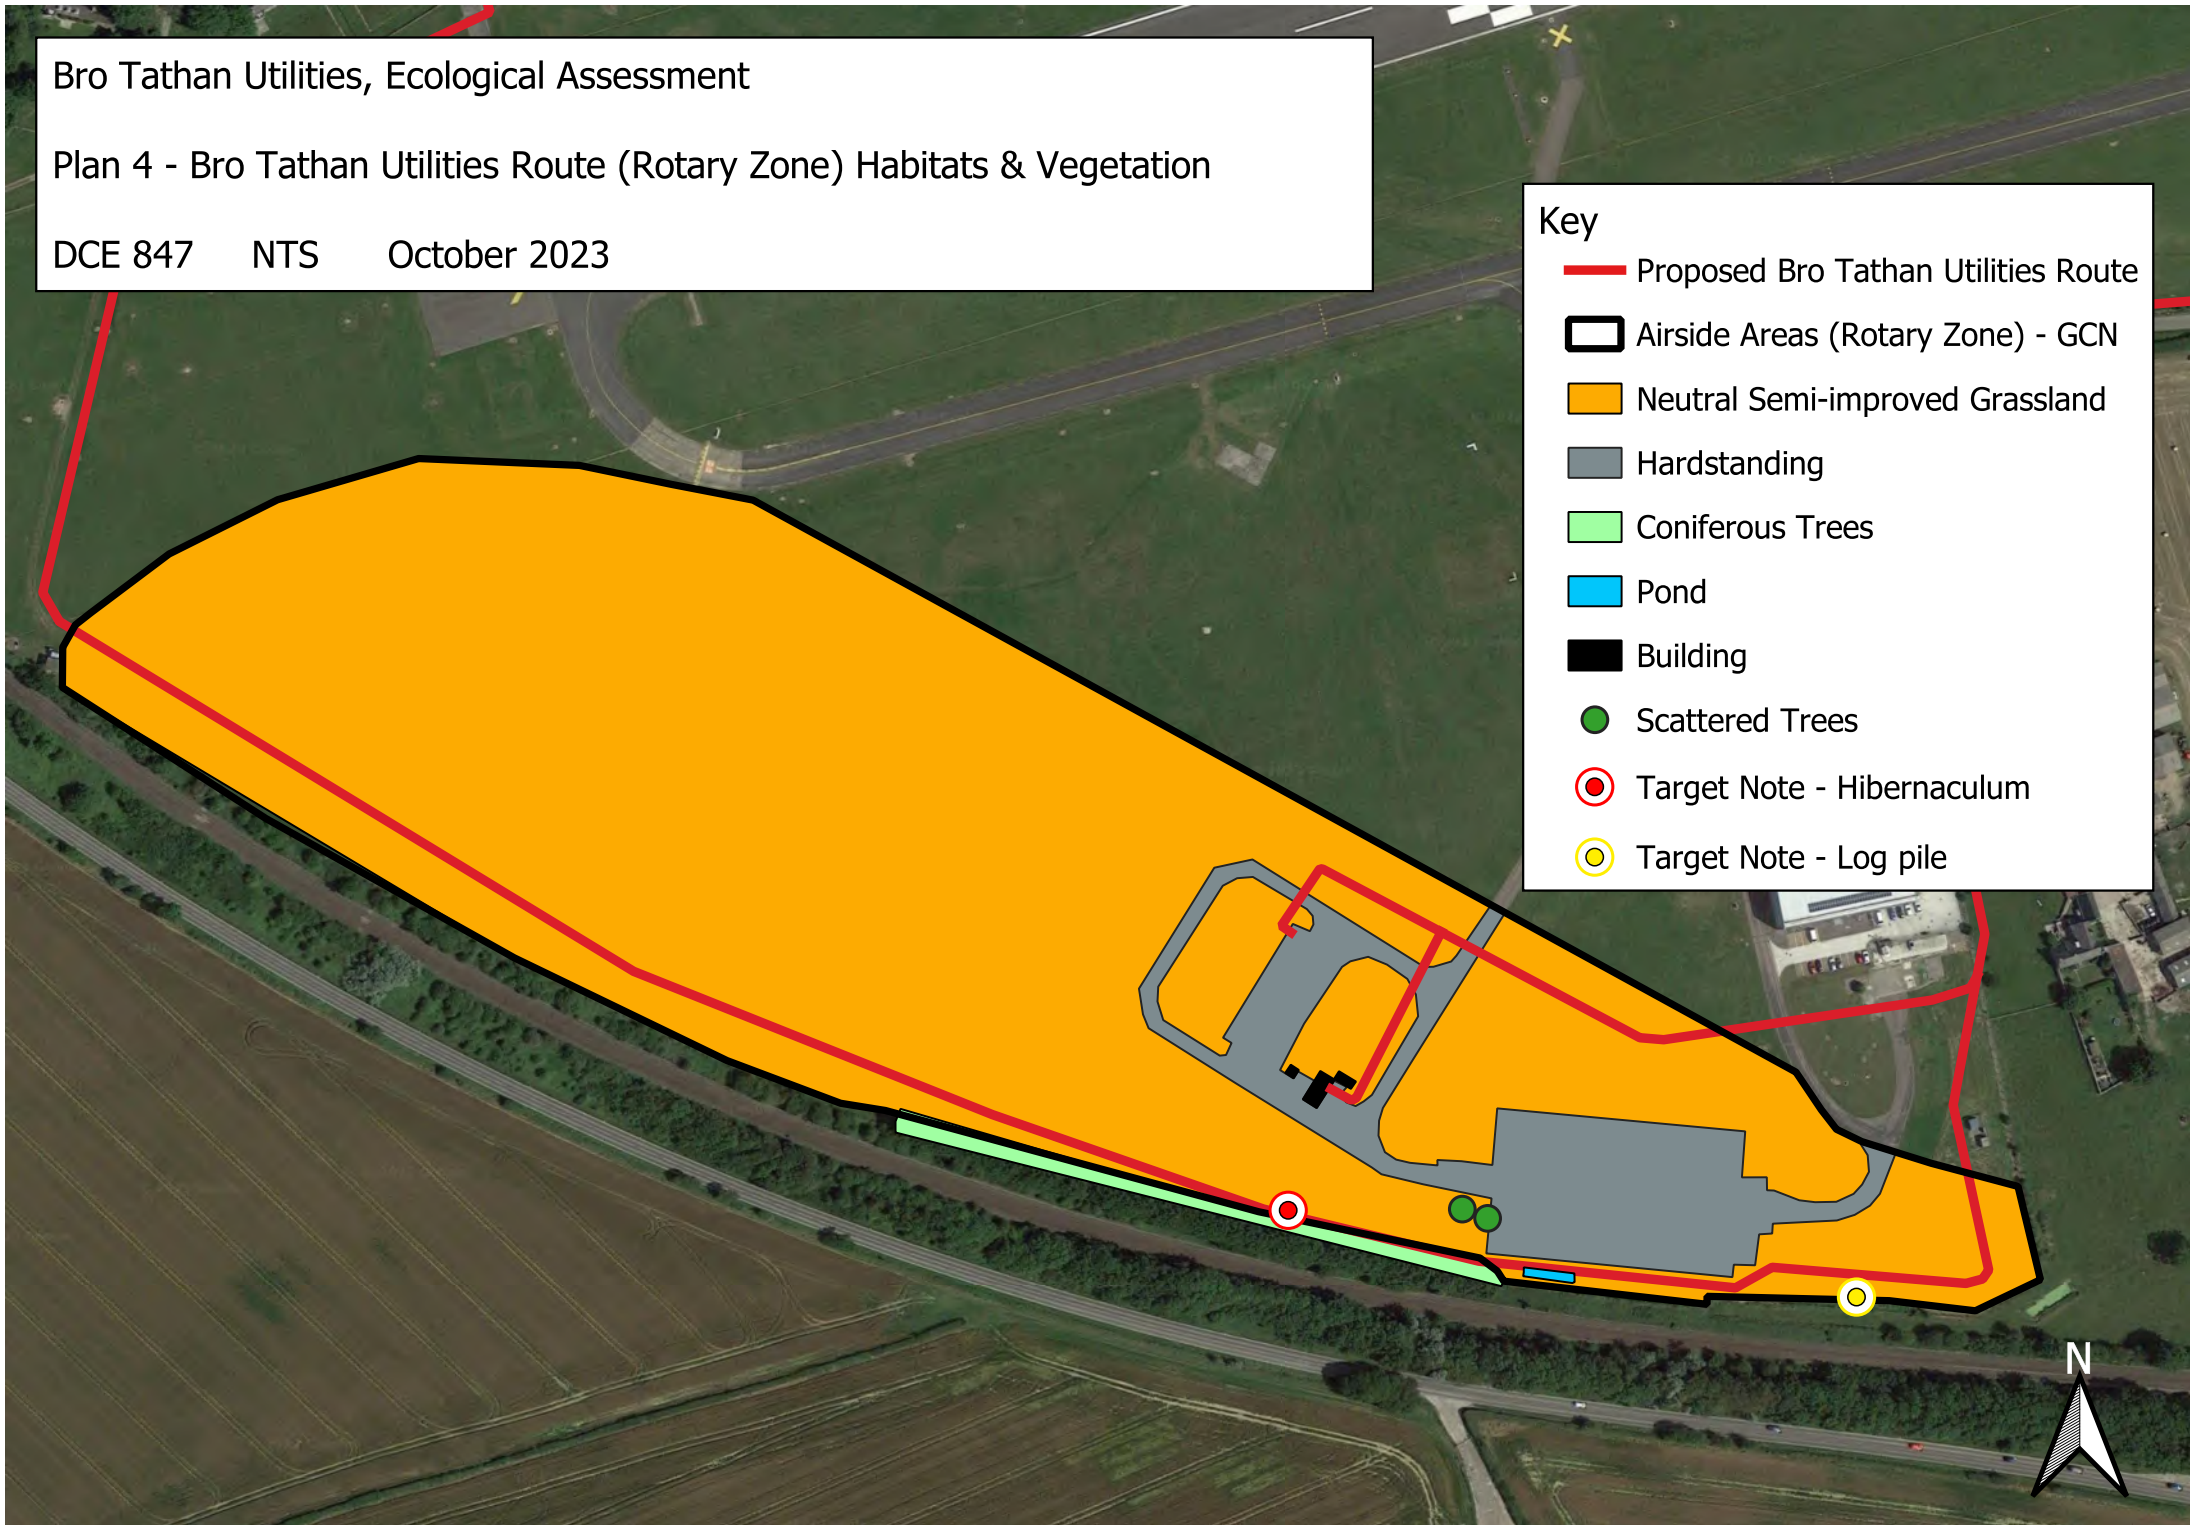 Bro Tathan Utilities, Ecological Assessment
Plan 4 - Bro Tathan Utilities Route (Rotary Zone) Habitats & Vegetation
DCE 847 NTS October 2023
Key
Proposed Bro Tathan Utilities Route
Airside Areas (Rotary Zone) - GCN
Neutral Semi-improved Grassland
Hardstanding
Coniferous Trees
Pond
Building
Scattered Trees
Target Note - Hibernaculum
Target Note - Log pile
N